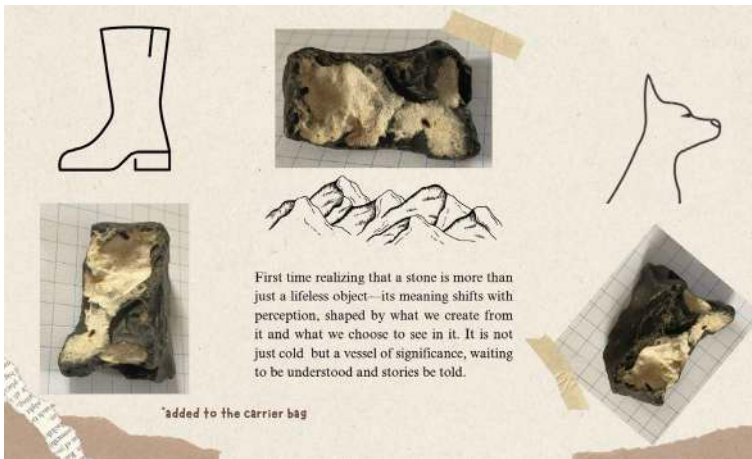 First time realizing that a stone is more than
just a lifeless object—its meaning shifts with
perception, shaped by what we create from
it and what we choose to see in it. It is not
just cold but a vessel of significance, waiting
to be understood and stories be told.
*added to the carrier bag